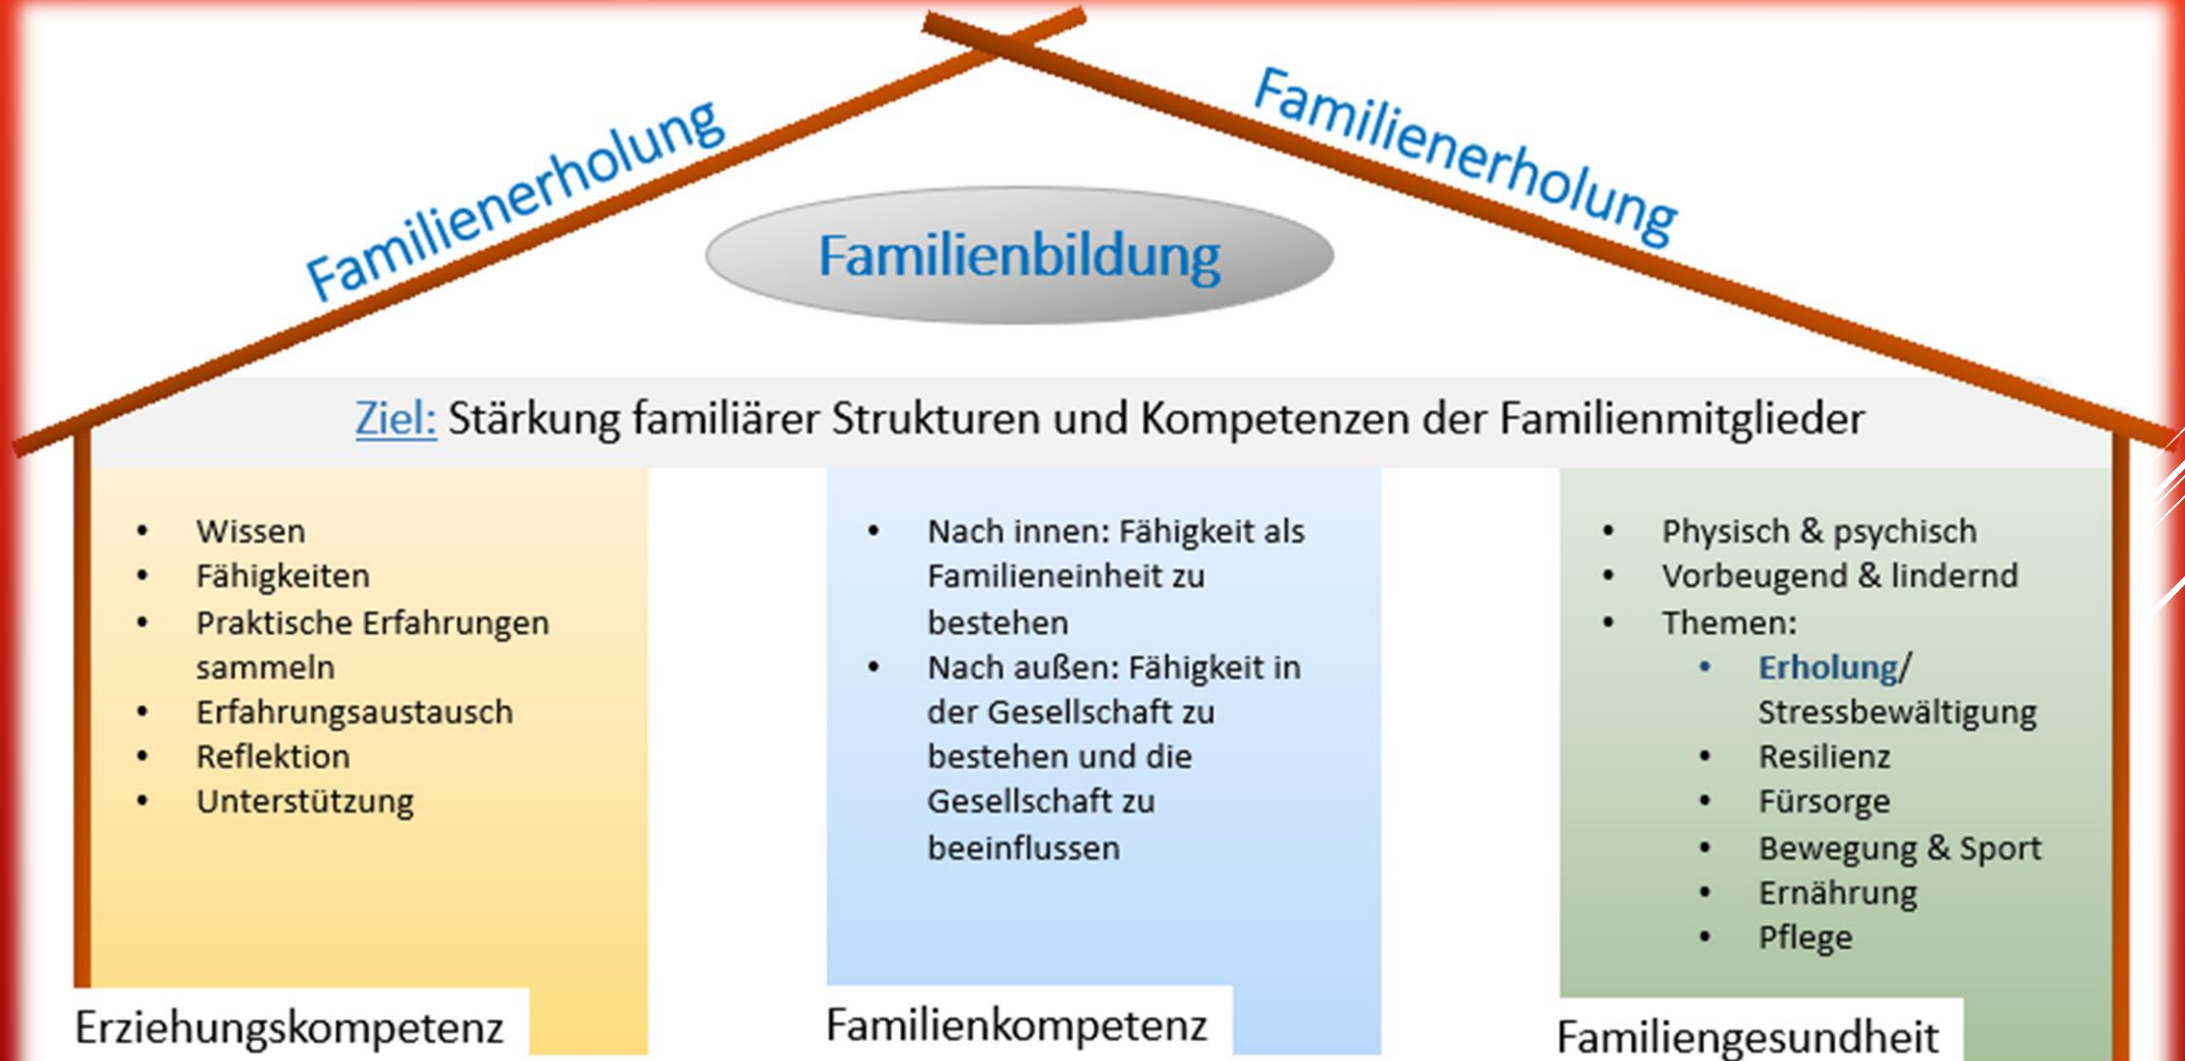 Familienerholung
Familienerholung
Familienbildung
Ziel: Stärkung familiärer Strukturen und Kompetenzen der Familienmitglieder
• Wissen
• Fähigkeiten
• Praktische Erfahrungen
sammeln
• Erfahrungsaustausch
• Reflektion
• Unterstützung
Erziehungskompetenz
• Nach innen: Fähigkeit als
Familieneinheit zu
bestehen
• Nach außen: Fähigkeit in
der Gesellschaft zu
bestehen und die
Gesellschaft zu
beeinflussen
Familienkompetenz
• Physisch & psychisch
• Vorbeugend & lindernd
• Themen:
• Erholung/
Stressbewältigung
• Resilienz
• Fürsorge
• Bewegung & Sport
• Ernährung
• Pflege
Familiengesundheit